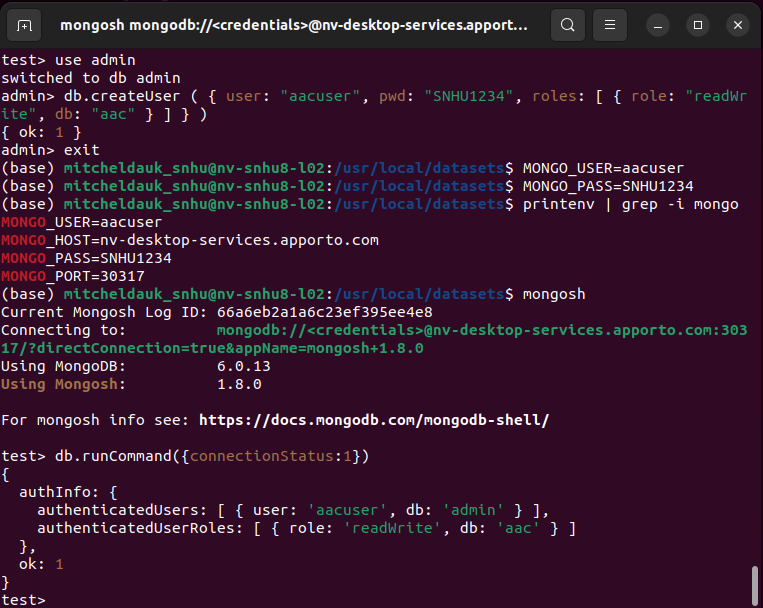 mongosh mongodb://<credentials>@nv-desktop-services.apport...
test> use admin
switched to db admin
admin> db.createUser ( { user: "aacuser", pwd: "SNHU1234", roles: [ { role: "readWr
ite", db: "aac" } ] } )
{ ok: 1 }
admin> exit
(base) mitcheldauk_snhu@nv-snhu8-l02:/usr/local/datasets$ MONGO_USER=aacuser
(base) mitcheldauk_snhu@nv-snhu8-l02:/usr/local/datasets$ MONGO_PASS=SNHU1234
(base) mitcheldauk_snhu@nv-snhu8-l02:/usr/local/datasets$ printenv | grep -i mongo
MONGO_USER=aacuser
MONGO_HOST=nv-desktop-services.apporto.com
MONGO_PASS=SNHU1234
MONGO_PORT=30317
(base) mitcheldauk_snhu@nv-snhu8-l02:/usr/local/datasets$ mongosh
Current Mongosh Log ID: 66a6eb2a1a6c23ef395ee4e8
Connecting to: mongodb://<credentials>@nv-desktop-services.apporto.com:303
17/?directConnection=true&appName=mongosh+1.8.0
Using MongoDB: 6.0.13
Using Mongosh: 1.8.0
For mongosh info see: https://docs.mongodb.com/mongodb-shell/
test> db.runCommand({connectionStatus:1})
{
authInfo: {
authenticatedUsers: [ { user: 'aacuser', db: 'admin' } ],
authenticatedUserRoles: [ { role: 'readWrite', db: 'aac' } ]
},
ok: 1
}
test>